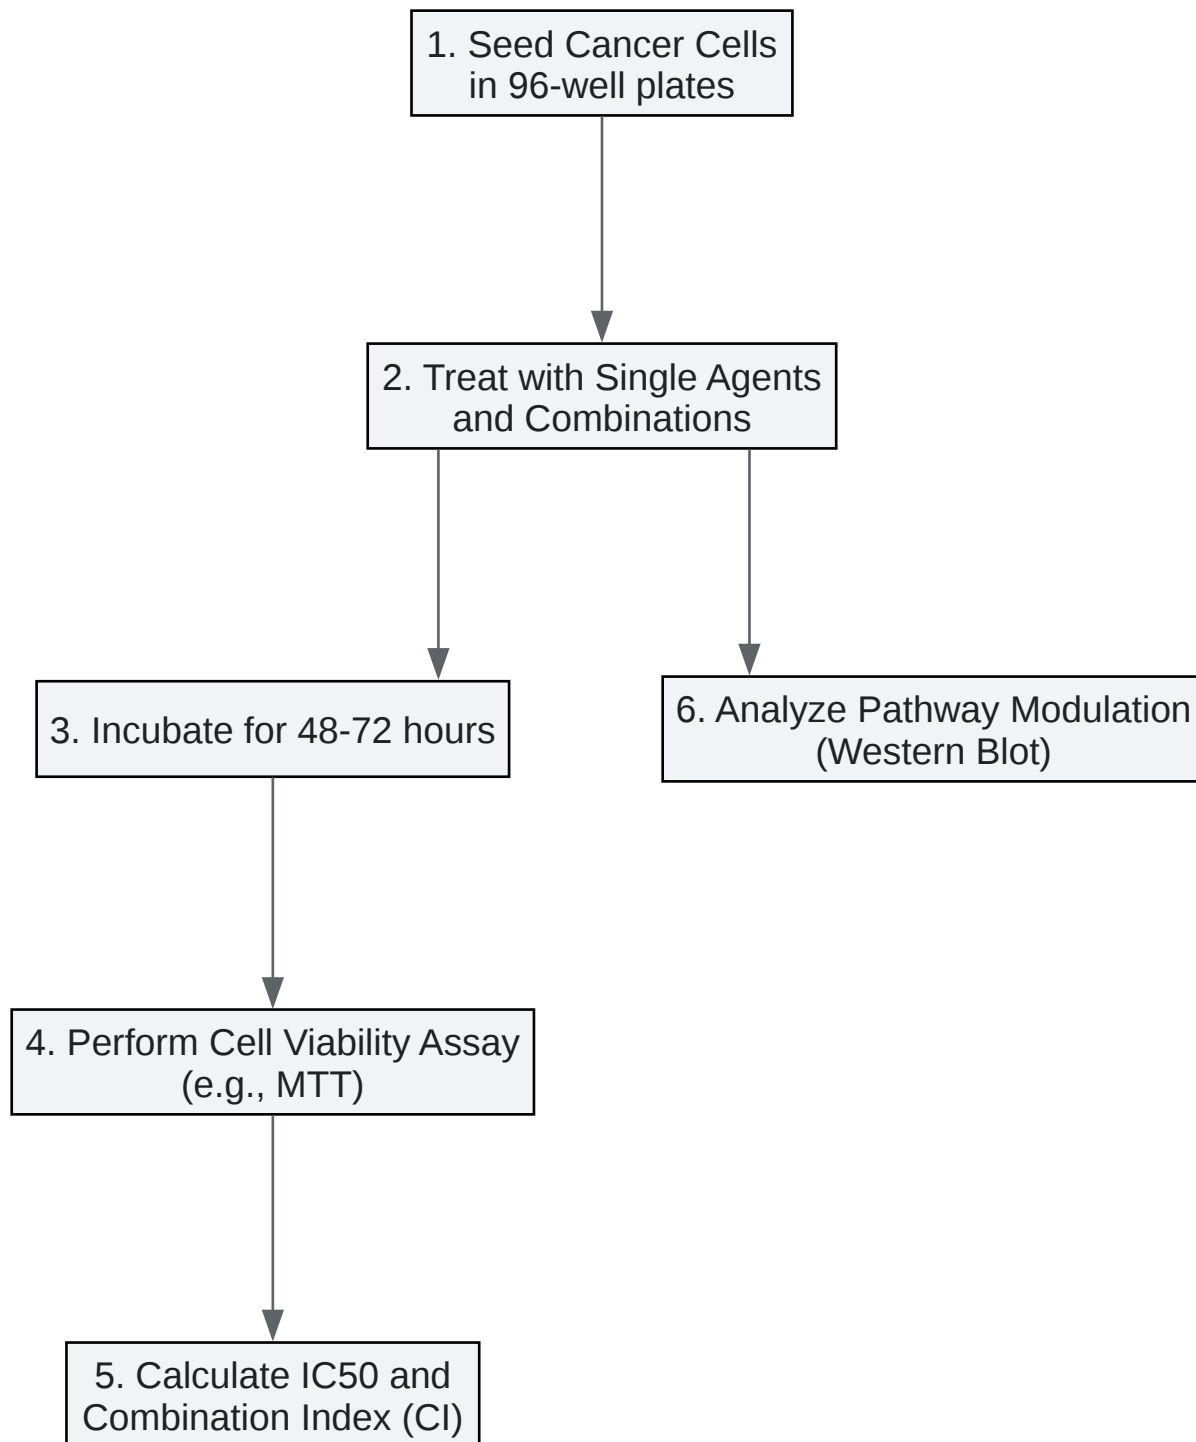 1. Seed Cancer Cells
in 96-well plates
2. Treat with Single Agents
and Combinations
3. Incubate for 48-72 hours
6. Analyze Pathway Modulation
(Western Blot)
4. Perform Cell Viability Assay
(e.g., MTT)
5. Calculate IC50 and
Combination Index (CI)